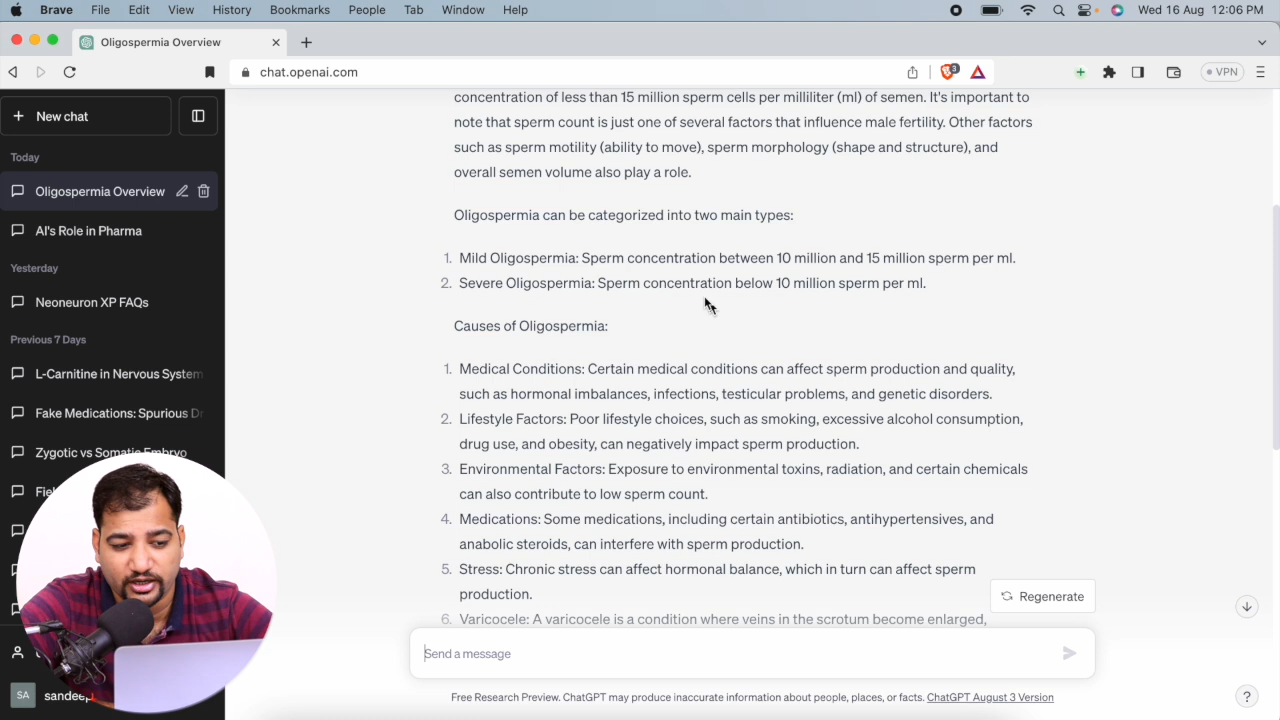 Brave File Edit View History Bookmarks People Tab Window Help Wed 16 Aug 12:06 PM
Oligospermia Overview
chat.openai.com
3
VPN
New chat
Today
Oligospermia Overview
AI's Role in Pharma
Yesterday
Neoneuron XP FAQs
Previous 7 Days
L-Carnitine in Nervous System
Fake Medications: Spurious D
Zygotic vs Somatic Embryo
SA sandeep
concentration of less than 15 million sperm cells per milliliter (ml) of semen. It's important to
note that sperm count is just one of several factors that influence male fertility. Other factors
such as sperm motility (ability to move), sperm morphology (shape and structure), and
overall semen volume also play a role.
Oligospermia can be categorized into two main types:
1. Mild Oligospermia: Sperm concentration between 10 million and 15 million sperm per ml.
2. Severe Oligospermia: Sperm concentration below 10 million sperm per ml.
Causes of Oligospermia:
1. Medical Conditions: Certain medical conditions can affect sperm production and quality,
such as hormonal imbalances, infections, testicular problems, and genetic disorders.
2. Lifestyle Factors: Poor lifestyle choices, such as smoking, excessive alcohol consumption,
drug use, and obesity, can negatively impact sperm production.
3. Environmental Factors: Exposure to environmental toxins, radiation, and certain chemicals
can also contribute to low sperm count.
4. Medications: Some medications, including certain antibiotics, antihypertensives, and
anabolic steroids, can interfere with sperm production.
5. Stress: Chronic stress can affect hormonal balance, which in turn can affect sperm
production.
Regenerate
6. Varicocele: A varicocele is a condition where veins in the scrotum become enlarged,
Send a message
Free Research Preview. ChatGPT may produce inaccurate information about people, places, or facts. ChatGPT August 3 Version
?